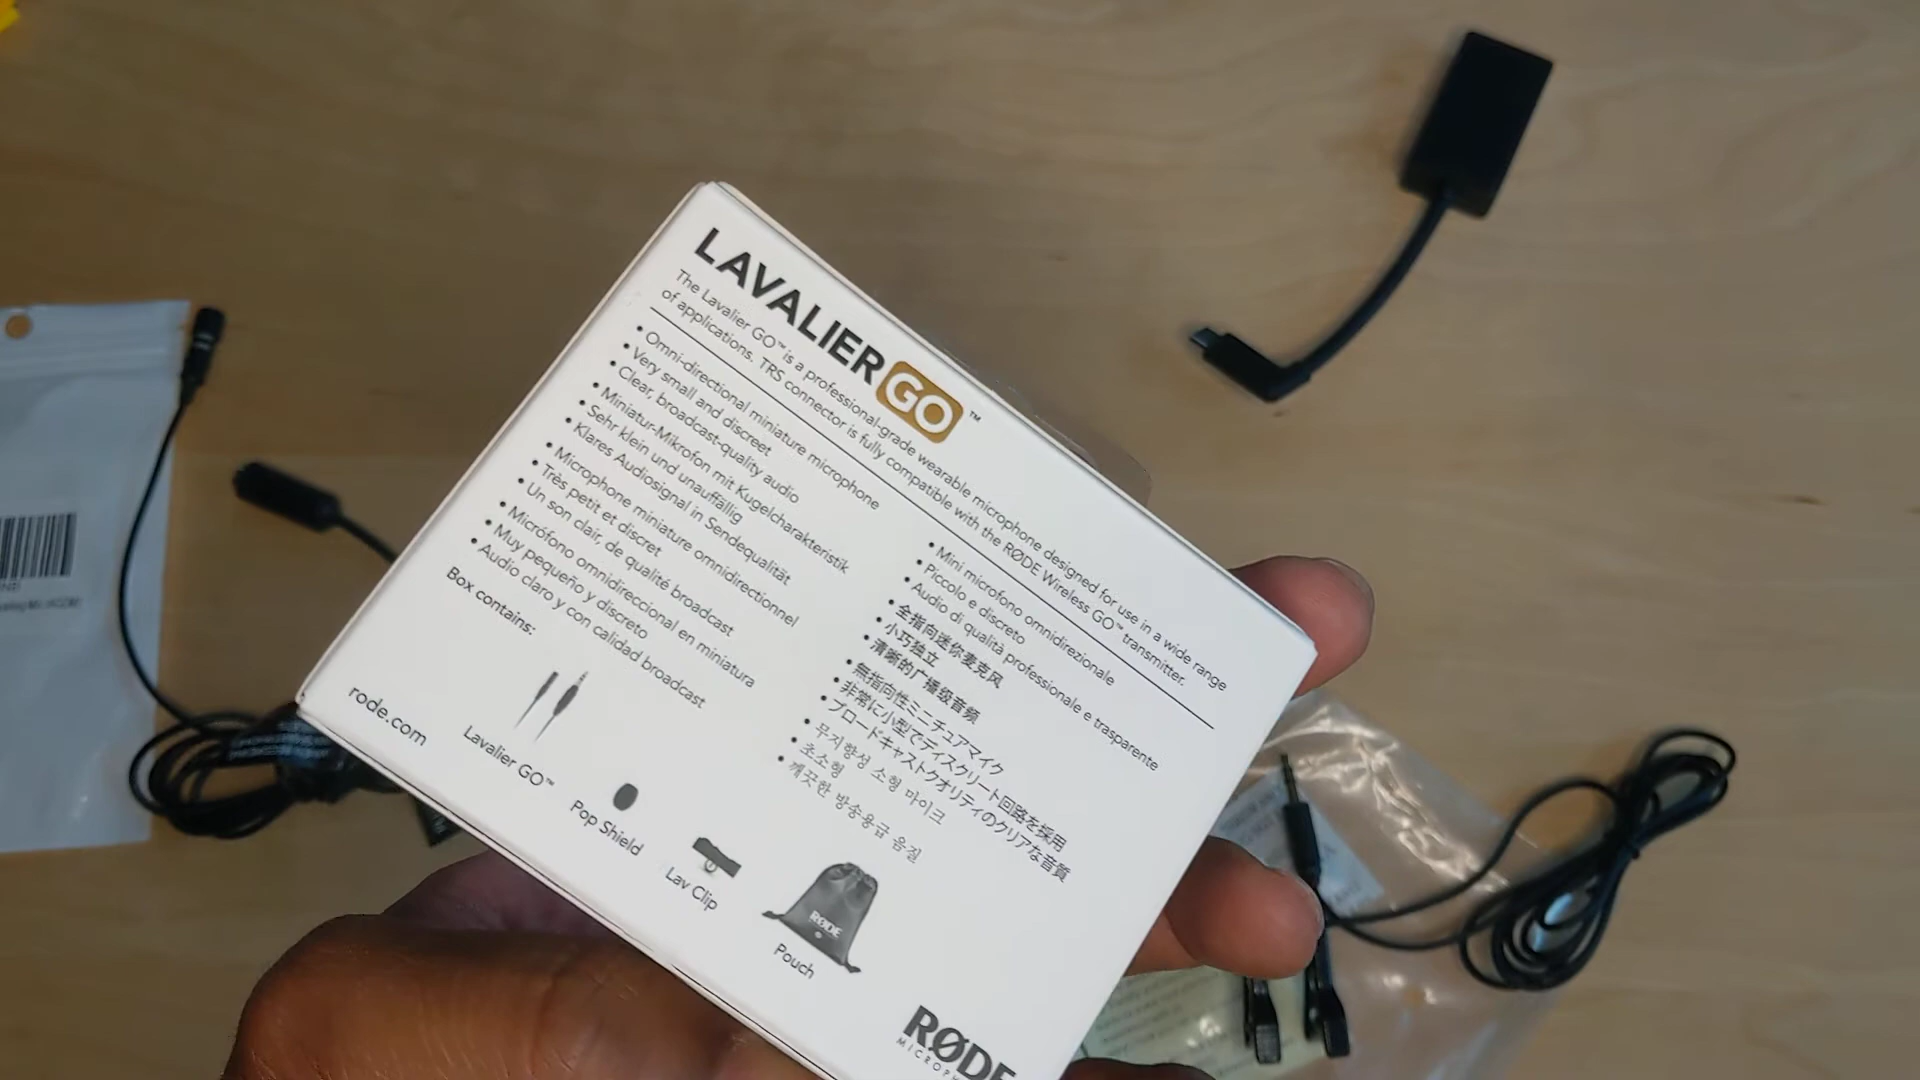 LAVALIER GO™
The Lavalier GO™ is a professional-grade wearable microphone designed for use in a wide range
of applications. TRS connector is fully compatible with the RØDE Wireless GO™ transmitter.
• Omni-directional miniature microphone
• Very small and discreet
• Clear, broadcast-quality audio
• Miniatur-Mikrofon mit Kugelcharakteristik
• Sehr klein und unauffällig
• Klares Audiosignal in Sendequalität
• Microphone miniature omnidirectionnel
• Très petit et discret
• Un son clair, de qualité broadcast
• Micrófono omnidireccional en miniatura
• Muy pequeño y discreto
• Audio claro y con calidad broadcast
• Mini microfono omnidirezionale
• Piccolo e discreto
• Audio di qualità professionale e trasparente
• 全指向迷你麦克风
• 小巧独立
• 清晰的广播级音频
• 無指向性ミニチュアマイク
• 非常に小型でディスクリート回路を採用
• ブロードキャストクオリティのクリアな音質
• 무지향성 소형 마이크
• 초소형
• 깨끗한 방송용급 음질
Box contains:
Lavalier GO™
Pop Shield
Lav Clip
RØDE
Pouch
rode.com
RØDE